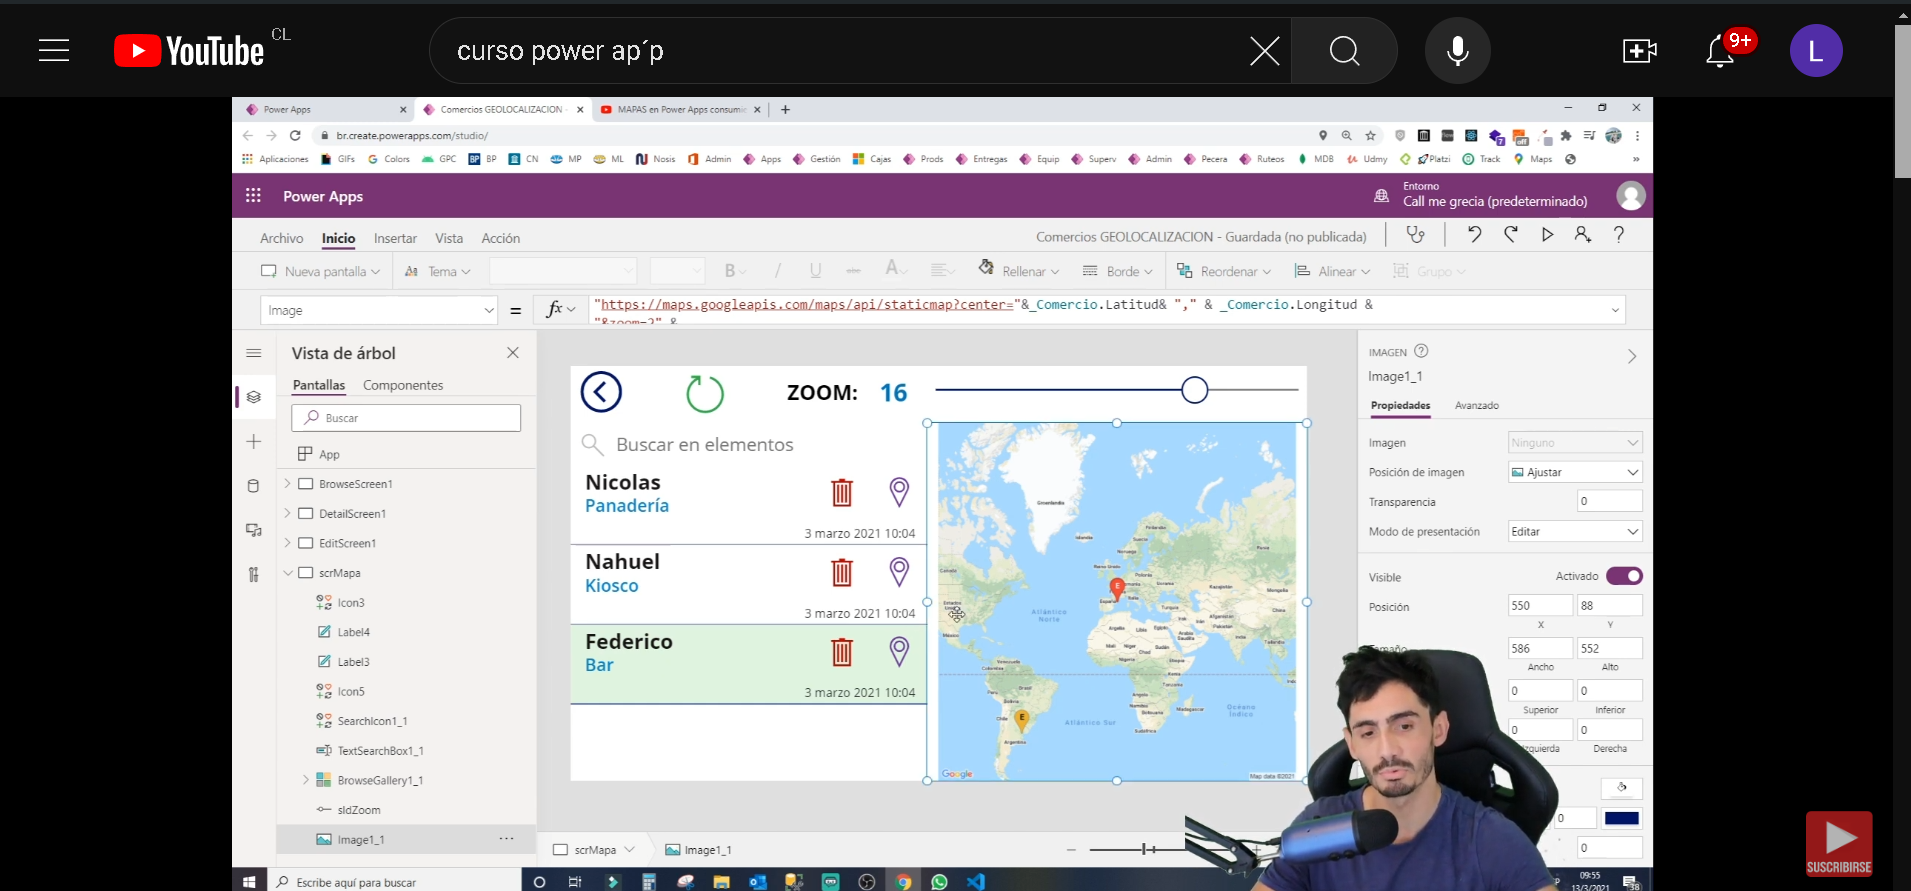 YouTube CL
curso power ap´p
9+
L
Power Apps
Comercios GEOLOCALIZACION -
MAPAS en Power Apps consumie
br.create.powerapps.com/studio/
Aplicaciones GIFs Colors GPC BP CN MP ML Nosis Admin Apps Gestión Cajas Prods Entregas Equip Superv Admin Pecera Ruteos MDB Udmy Platzi Track Maps »
Power Apps
Entorno
Call me grecia (predeterminado)
Archivo Inicio Insertar Vista Acción
Comercios GEOLOCALIZACION - Guardada (no publicada)
Nueva pantalla Tema B / U abc A Rellenar Borde Reordenar Alinear Grupo
Image = fx "https://maps.googleapis.com/maps/api/staticmap?center="&_Comercio.Latitud& "," & _Comercio.Longitud &
"&zoom=2" &
Vista de árbol
Pantallas Componentes
Buscar
App
BrowseScreen1
DetailScreen1
EditScreen1
scrMapa
Icon3
Label4
Label3
Icon5
SearchIcon1_1
TextSearchBox1_1
BrowseGallery1_1
sldZoom
Image1_1 ...
ZOOM: 16
Buscar en elementos
Nicolas
Panadería
3 marzo 2021 10:04
Nahuel
Kiosco
3 marzo 2021 10:04
Federico
Bar
3 marzo 2021 10:04
Groenlandia
Atlántico
Norte
Atlántico Sur
Océano
Índico
Brasil
Argentina
Google
Map data ©2021
scrMapa
Image1_1
IMAGEN
Image1_1
Propiedades Avanzado
Imagen Ninguno
Posición de imagen Ajustar
Transparencia 0
Modo de presentación Editar
Visible Activado
Posición 550 88
X Y
Tamaño 586 552
Ancho Alto
0 0
Superior Inferior
0 0
Izquierda Derecha
0
0
SUSCRIBIRSE
Escribe aquí para buscar
09:55
13/3/2021
38